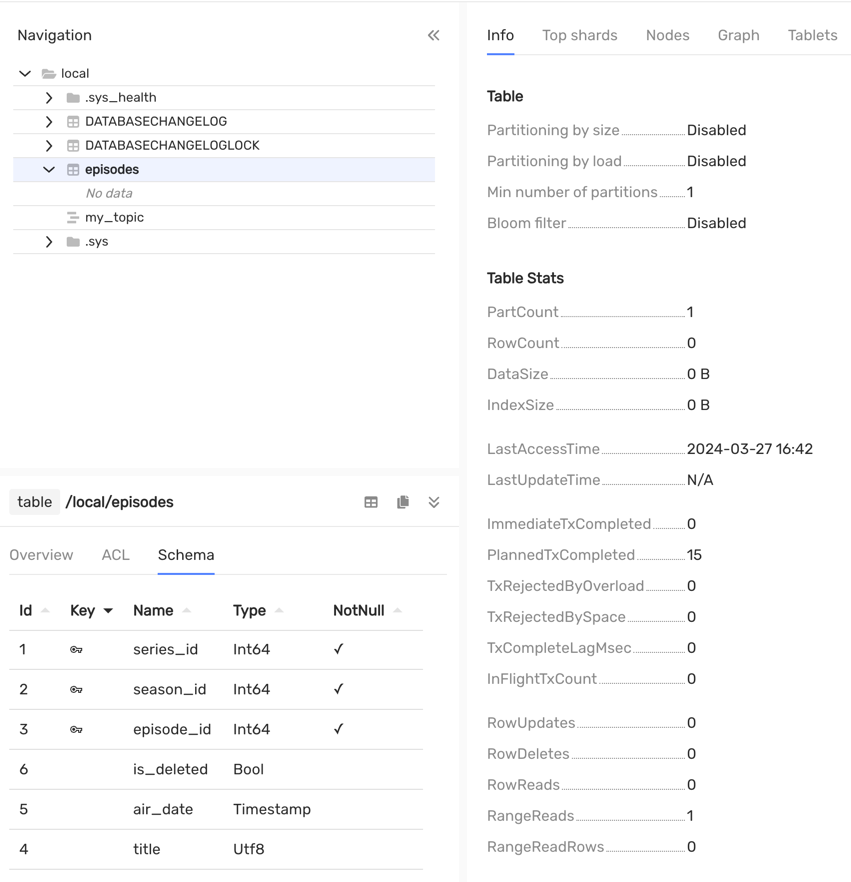 Navigation
local
.sys_health
DATABASECHANGELOG
DATABASECHANGELOGLOCK
episodes
No data
my_topic
.sys
table /local/episodes
Overview ACL Schema
Id Key Name Type NotNull
1 series_id Int64 ✓
2 season_id Int64 ✓
3 episode_id Int64 ✓
6 is_deleted Bool
5 air_date Timestamp
4 title Utf8
Info Top shards Nodes Graph Tablets
Table
Partitioning by size Disabled
Partitioning by load Disabled
Min number of partitions 1
Bloom filter Disabled
Table Stats
PartCount 1
RowCount 0
DataSize 0 B
IndexSize 0 B
LastAccessTime 2024-03-27 16:42
LastUpdateTime N/A
ImmediateTxCompleted 0
PlannedTxCompleted 15
TxRejectedByOverload 0
TxRejectedBySpace 0
TxCompleteLagMsec 0
InFlightTxCount 0
RowUpdates 0
RowDeletes 0
RowReads 0
RangeReads 1
RangeReadRows 0